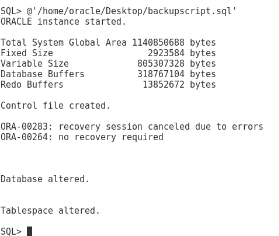 SQL> @'/home/oracle/Desktop/backupscript.sql'
ORACLE instance started.
Total System Global Area 1140850688 bytes
Fixed Size 2923584 bytes
Variable Size 805307328 bytes
Database Buffers 318767104 bytes
Redo Buffers 13852672 bytes
Control file created.
ORA-00283: recovery session canceled due to errors
ORA-00264: no recovery required
Database altered.
Tablespace altered.
SQL>